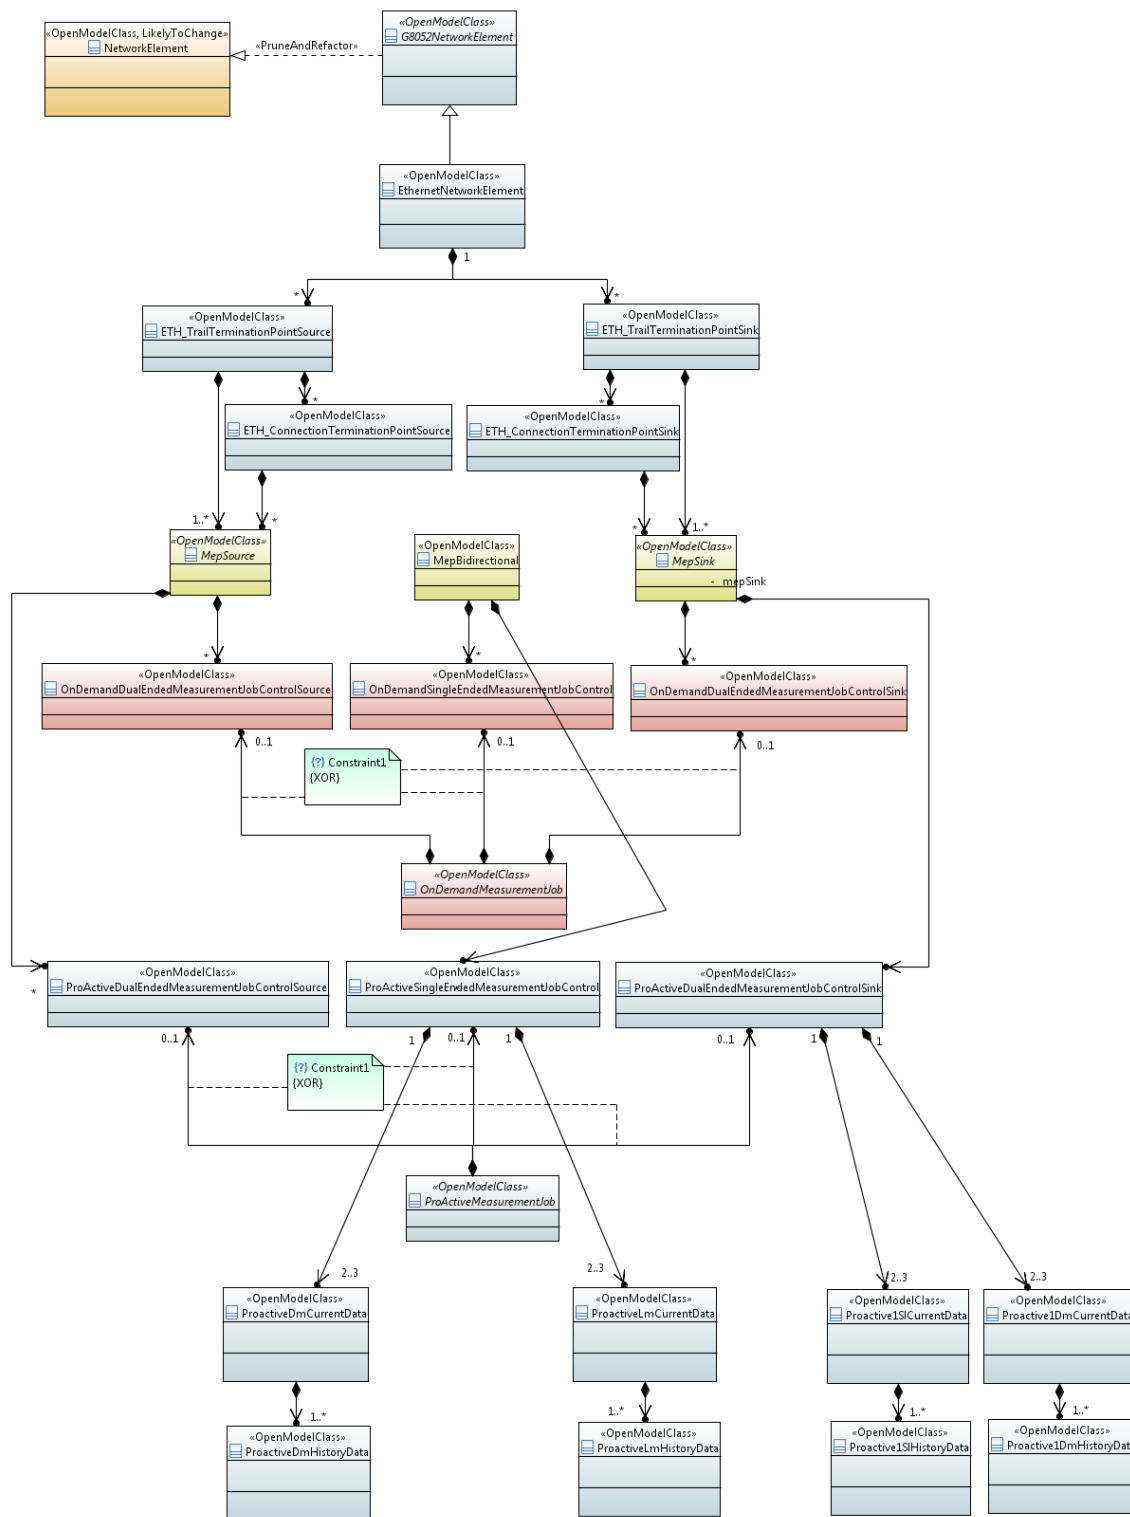 «OpenModelClass, LikelyToChange»
NetworkElement
«PruneAndRefactor»
«OpenModelClass»
G8052NetworkElement
«OpenModelClass»
EthernetNetworkElement
1
*
*
«OpenModelClass»
ETH_TrailTerminationPointSource
«OpenModelClass»
ETH_TrailTerminationPointSink
*
*
«OpenModelClass»
ETH_ConnectionTerminationPointSource
«OpenModelClass»
ETH_ConnectionTerminationPointSink
1..*
*
*
1..*
«OpenModelClass»
MepSource
«OpenModelClass»
MepBidirectional
«OpenModelClass»
MepSink
- mepSink
*
*
*
«OpenModelClass»
OnDemandDualEndedMeasurementJobControlSource
«OpenModelClass»
OnDemandSingleEndedMeasurementJobControl
«OpenModelClass»
OnDemandDualEndedMeasurementJobControlSink
0..1
0..1
0..1
{?} Constraint1
{XOR}
«OpenModelClass»
OnDemandMeasurementJob
*
«OpenModelClass»
ProActiveDualEndedMeasurementJobControlSource
«OpenModelClass»
ProActiveSingleEndedMeasurementJobControl
«OpenModelClass»
ProActiveDualEndedMeasurementJobControlSink
0..1
1
0..1
1
0..1
1
1
{?} Constraint1
{XOR}
«OpenModelClass»
ProActiveMeasurementJob
2..3
2..3
2..3
2..3
«OpenModelClass»
ProactiveDmCurrentData
«OpenModelClass»
ProactiveLmCurrentData
«OpenModelClass»
Proactive1SlCurrentData
«OpenModelClass»
Proactive1DmCurrentData
1..*
1..*
1..*
1..*
«OpenModelClass»
ProactiveDmHistoryData
«OpenModelClass»
ProactiveLmHistoryData
«OpenModelClass»
Proactive1SlHistoryData
«OpenModelClass»
Proactive1DmHistoryDat